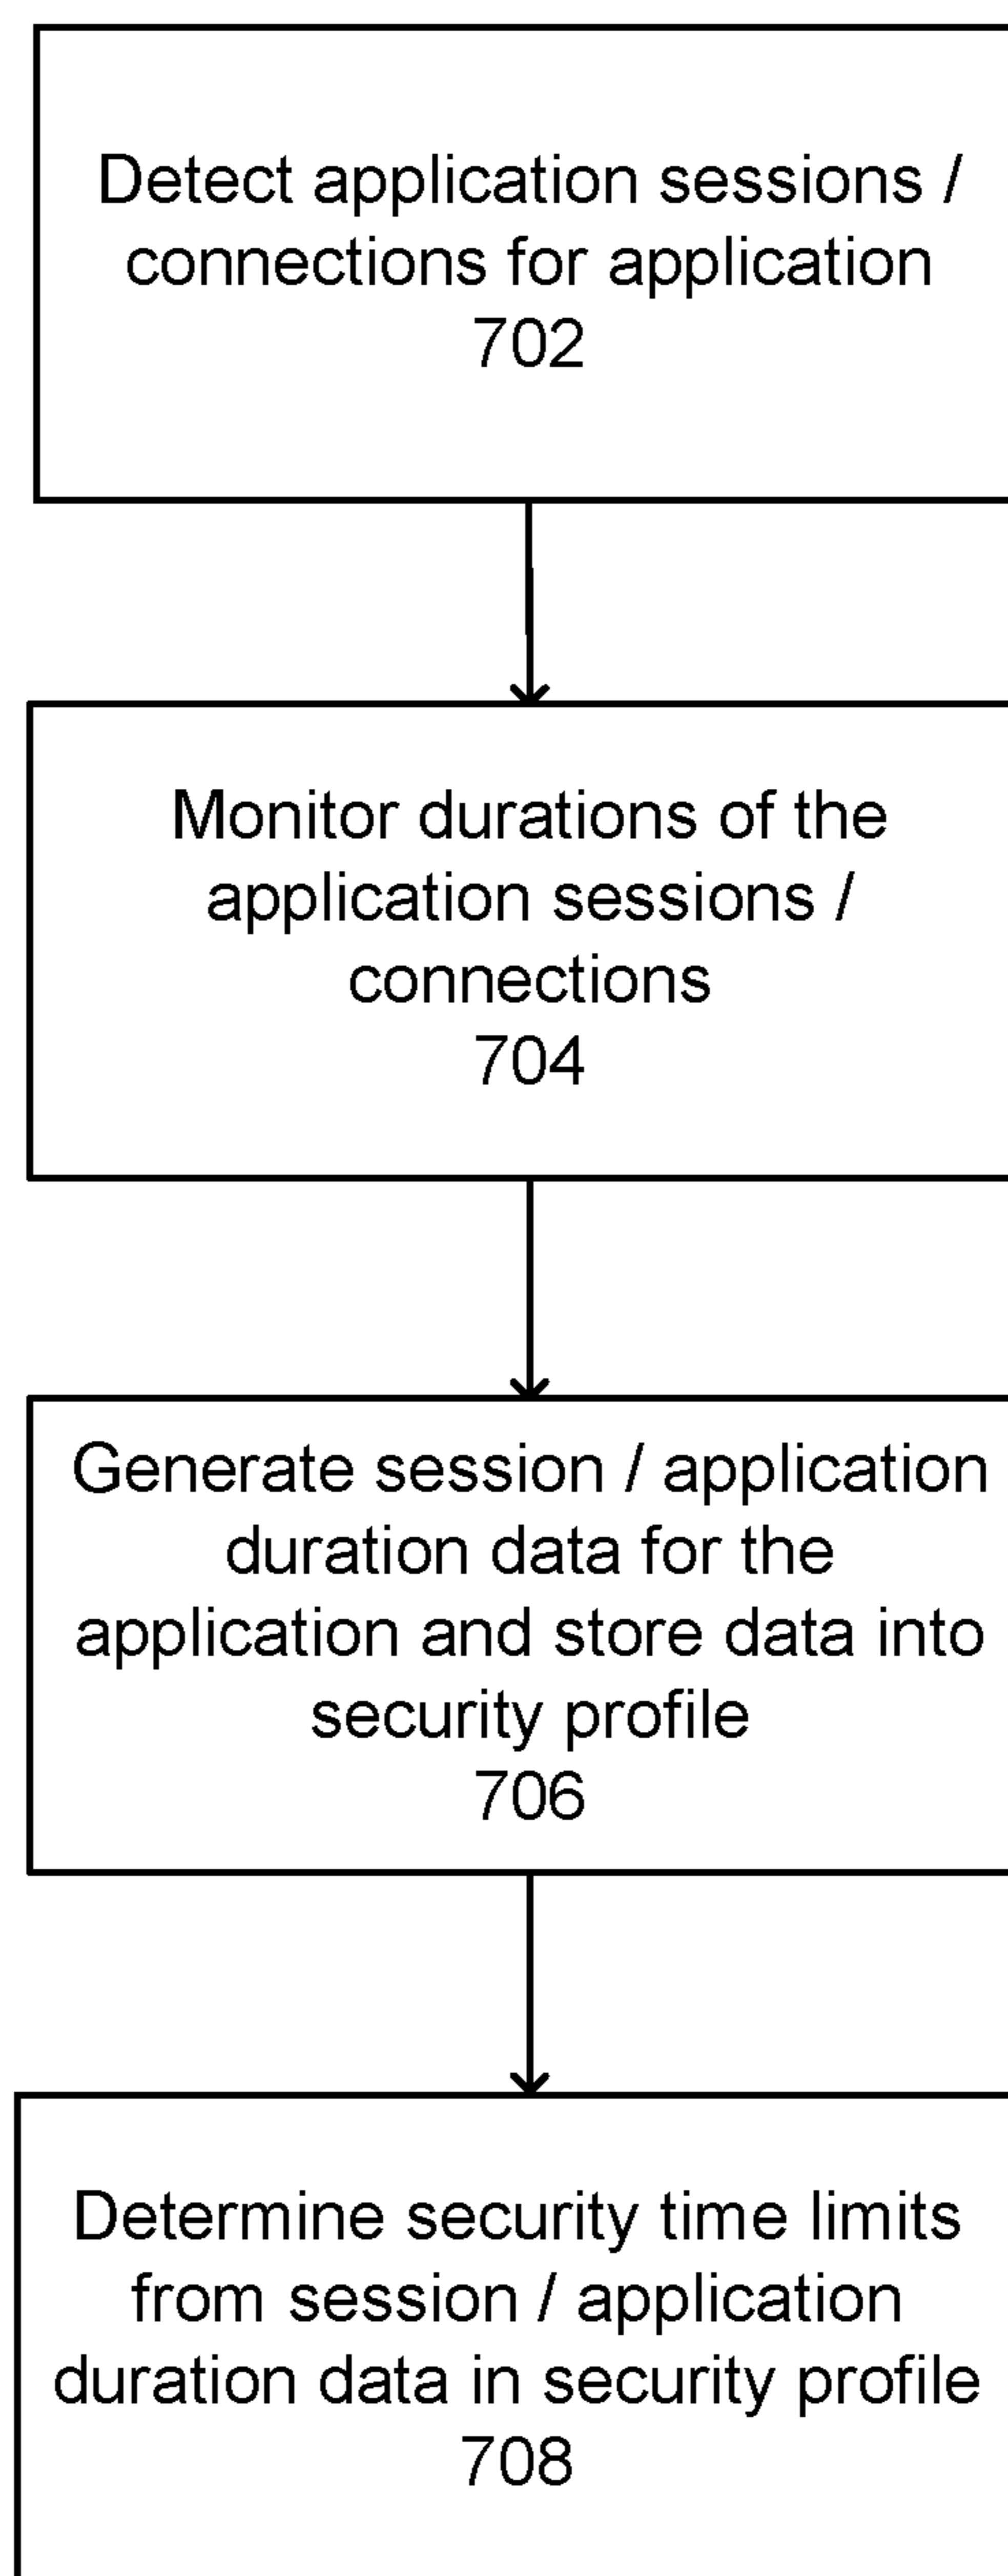 Detect application sessions /
connections for application
702
Monitor durations of the
application sessions /
connections
704
Generate session / application
duration data for the
application and store data into
security profile
706
Determine security time limits
from session / application
duration data in security profile
708